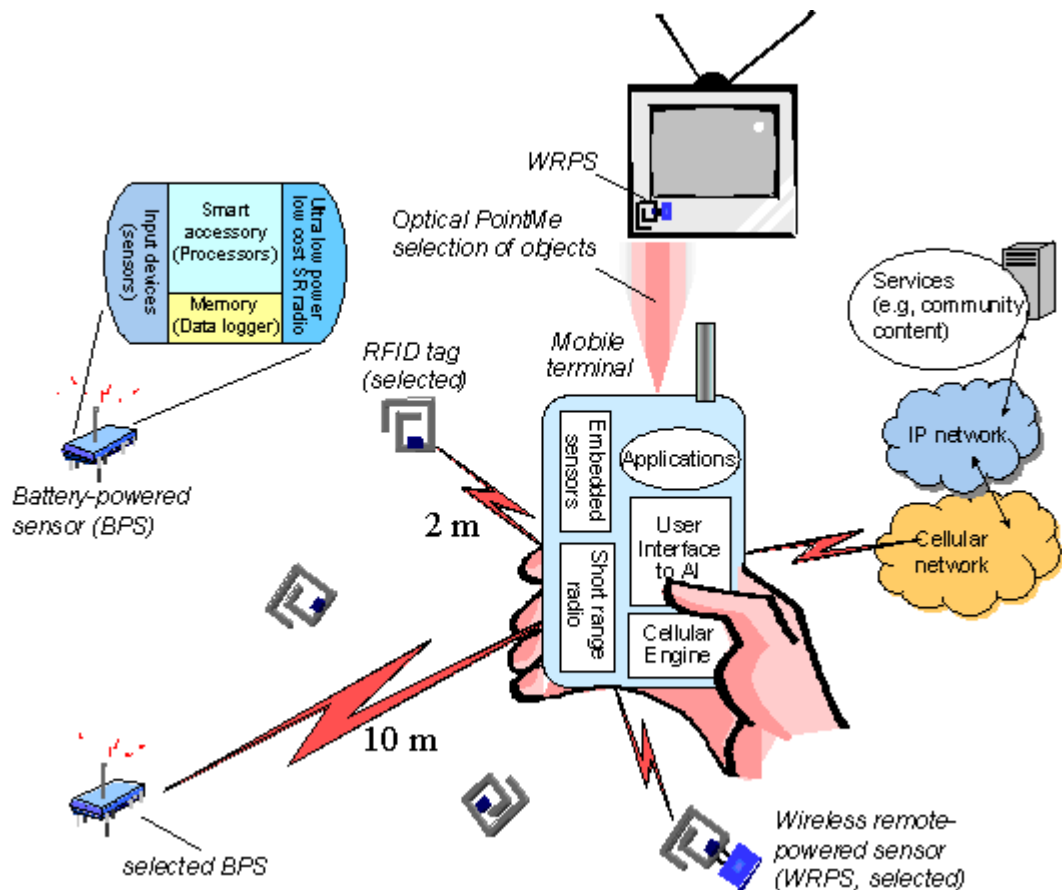 WRPS
Optical PointMe
selection of objects
Input devices
(sensors)
Smart
accessory
(Processors)
Memory
(Data logger)
Ultra low power
low cost SR radio
Services
(e.g, community
content)
RFID tag
(selected)
Mobile
terminal
Embedded
sensors
Applications
IP network
Battery-powered
sensor (BPS)
2 m
User
Interface
to AI
Cellular
network
Short range
radio
Cellular
Engine
10 m
selected BPS
Wireless remote-
powered sensor
(WRPS, selected)